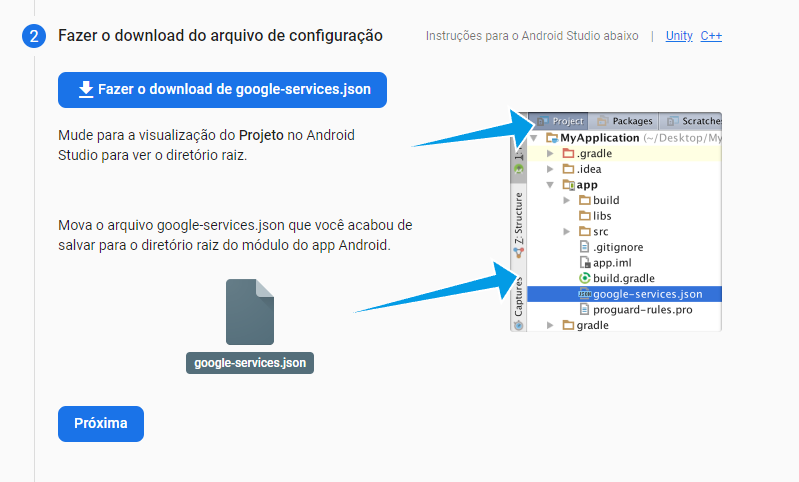 2 Fazer o download do arquivo de configuração
Instruções para o Android Studio abaixo | Unity C++
Fazer o download de google-services.json
Mude para a visualização do Projeto no Android
Studio para ver o diretório raiz.
Mova o arquivo google-services.json que você acabou de
salvar para o diretório raiz do módulo do app Android.
google-services.json
Próxima
Project Packages Scratches
MyApplication (~/Desktop/My
.gradle
.idea
app
build
libs
src
.gitignore
app.iml
build.gradle
google-services.json
proguard-rules.pro
gradle
Z: Structure
Captures